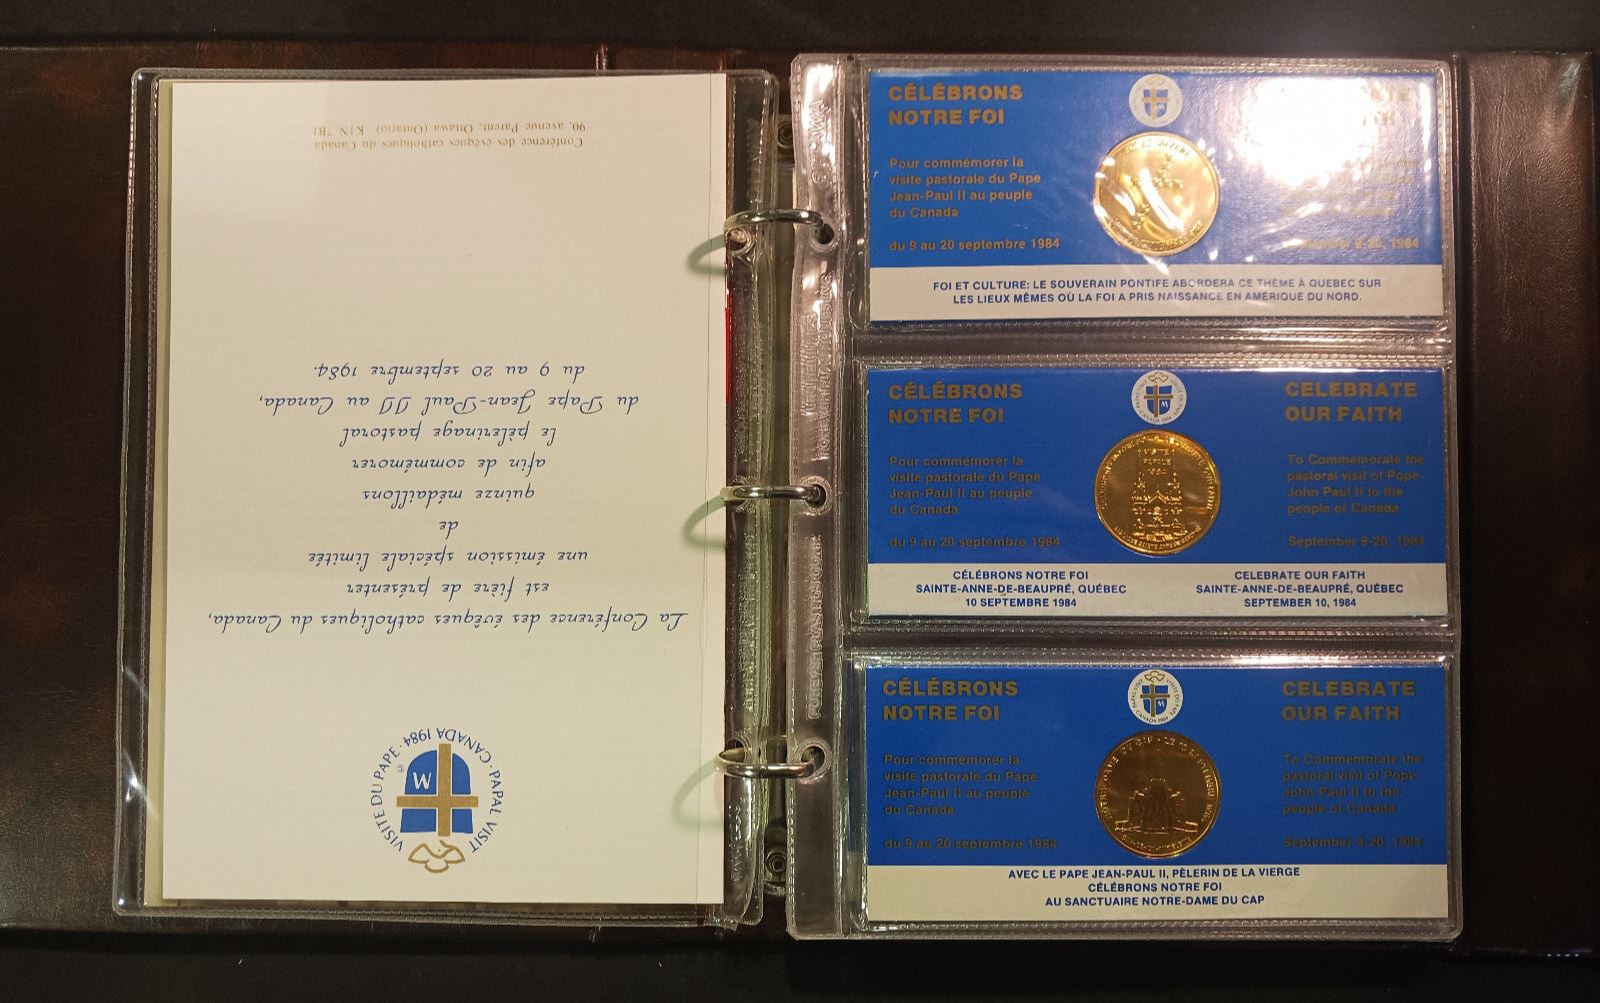 La Conférence des évêques catholiques du Canada,
est fière de présenter
une émission spéciale limitée
de
quinze médaillons
afin de commémorer
le pèlerinage pastoral
du Pape Jean-Paul II au Canada,
du 9 au 20 septembre 1984.
Conférence des évêques catholiques du Canada
90, avenue Parent, Ottawa (Ontario) K1N 7B1
VISITE DU PAPE · CANADA 1984 · PAPAL VISIT
CÉLÉBRONS
NOTRE FOI
Pour commémorer la
visite pastorale du Pape
Jean-Paul II au peuple
du Canada
du 9 au 20 septembre 1984
9-20, 1984
FOI ET CULTURE: LE SOUVERAIN PONTIFE ABORDERA CE THÈME À QUEBEC SUR
LES LIEUX MÊMES OÙ LA FOI A PRIS NAISSANCE EN AMÉRIQUE DU NORD.
CÉLÉBRONS
NOTRE FOI
Pour commémorer la
visite pastorale du Pape
Jean-Paul II au peuple
du Canada
du 9 au 20 septembre 1984
VISITE
PAPALE
1984
CELEBRATE
OUR FAITH
To Commemorate the
pastoral visit of Pope
John Paul II to the
people of Canada
September 9-20, 1984
CÉLÉBRONS NOTRE FOI
SAINTE-ANNE-DE-BEAUPRÉ, QUÉBEC
10 SEPTEMBRE 1984
CELEBRATE OUR FAITH
SAINTE-ANNE-DE-BEAUPRÉ, QUÉBEC
SEPTEMBER 10, 1984
CÉLÉBRONS
NOTRE FOI
Pour commémorer la
visite pastorale du Pape
Jean-Paul II au peuple
du Canada
du 9 au 20 septembre 1984
CELEBRATE
OUR FAITH
To Commemorate the
pastoral visit of Pope
John Paul II to the
people of Canada
September 9-20, 1984
AVEC LE PAPE JEAN-PAUL II, PÈLERIN DE LA VIERGE
CÉLÉBRONS NOTRE FOI
AU SANCTUAIRE NOTRE-DAME DU CAP